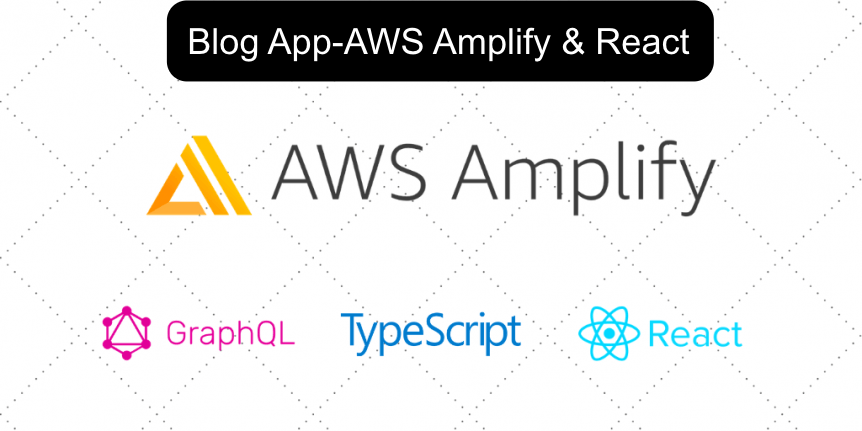 Blog App-AWS Amplify & React
AWS Amplify
GraphQL TypeScript React